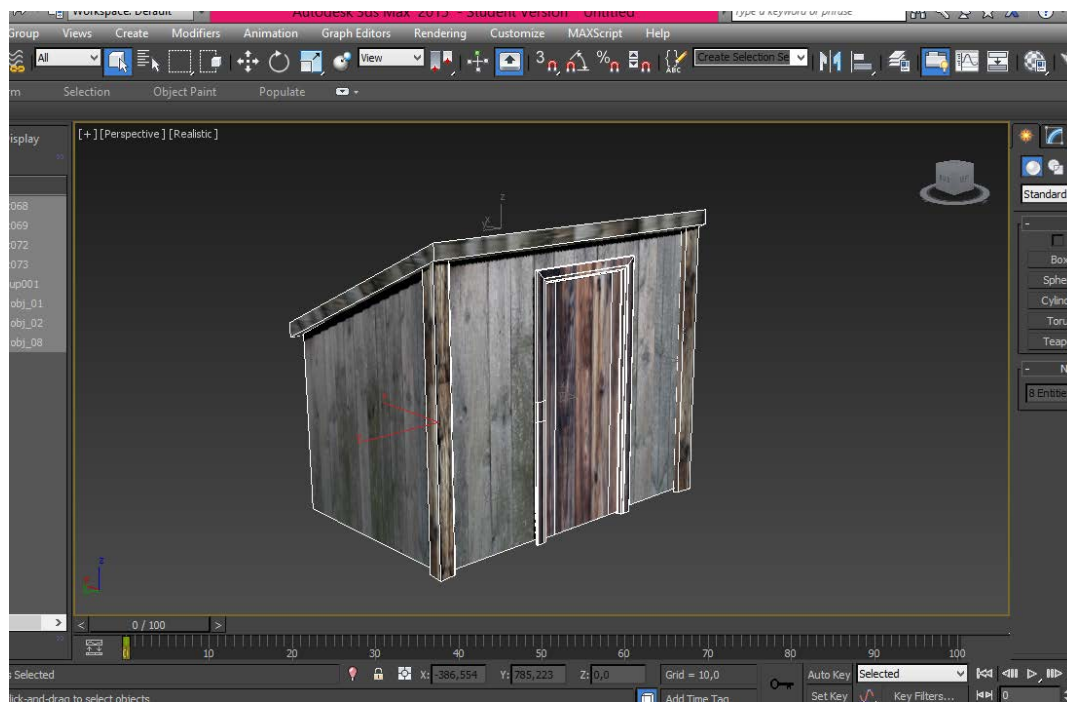 Workspace: Default
Autodesk 3ds Max 2015 - Student Version Untitled
Type a keyword or phrase
Group Views Create Modifiers Animation Graph Editors Rendering Customize MAXScript Help
All View 3 % ABC Create Selection Se
Selection Object Paint Populate
[+][Perspective][Realistic]
Standard
068
069
072
073
up001
obj_01
obj_02
obj_08
Box
Sphe
Cylind
Toru
Teap
8 Entitie
z
x
z
0 / 100
0 10 20 30 40 50 60 70 80 90 100
Selected X: -386,554 Y: 785,223 Z: 0,0 Grid = 10,0 Auto Key Selected
lick-and-drag to select objects Add Time Tag Set Key Key Filters... 0